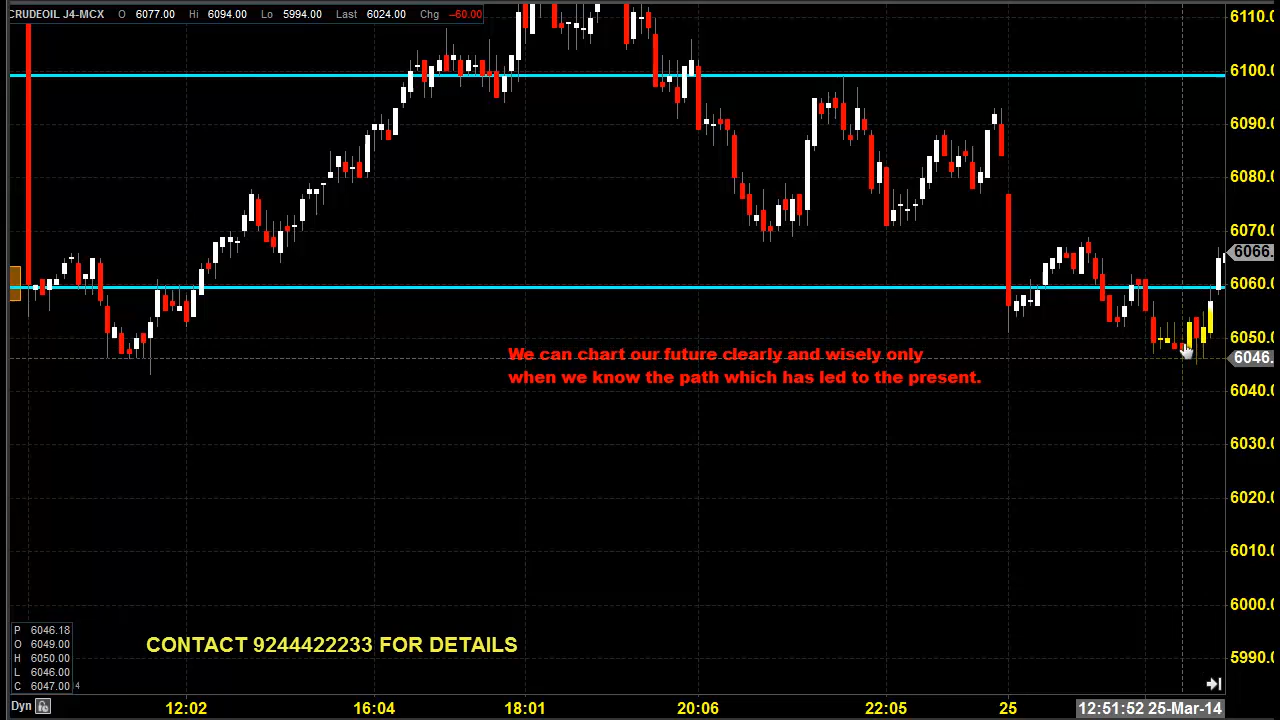 CRUDEOIL J4-MCX O 6077.00 Hi 6094.00 Lo 5994.00 Last 6024.00 Chg -60.00
6110.0
6100.0
6090.0
6080.0
6070.0
6066.
6060.0
6050.0
6046.
6040.0
6030.0
6020.0
6010.0
6000.0
5990.0
We can chart our future clearly and wisely only
when we know the path which has led to the present.
CONTACT 9244422233 FOR DETAILS
P 6046.18
O 6049.00
H 6050.00
L 6046.00
C 6047.00
Dyn
12:02 16:04 18:01 20:06 22:05 25 12:51:52 25-Mar-14